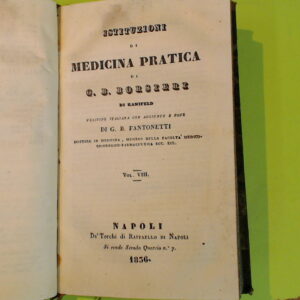 ISTITUZIONI
DI
MEDICINA PRATICA
DI
G. B. BORSIERI
DI KANIFELD
VERSIONE ITALIANA CON AGGIUNTE E NOTE
DI G. B. FANTONETTI
DOTTORE IN MEDICINA, MEMBRO DELLA FACOLTA' MEDICO-
CHIRURGICO-FARMACEUTICA ECC. ECC.
VOL. VIII.
NAPOLI
Da' Torchi di Raffaello di Napoli
Si vende Strada Quercia n.° 7.
1836.